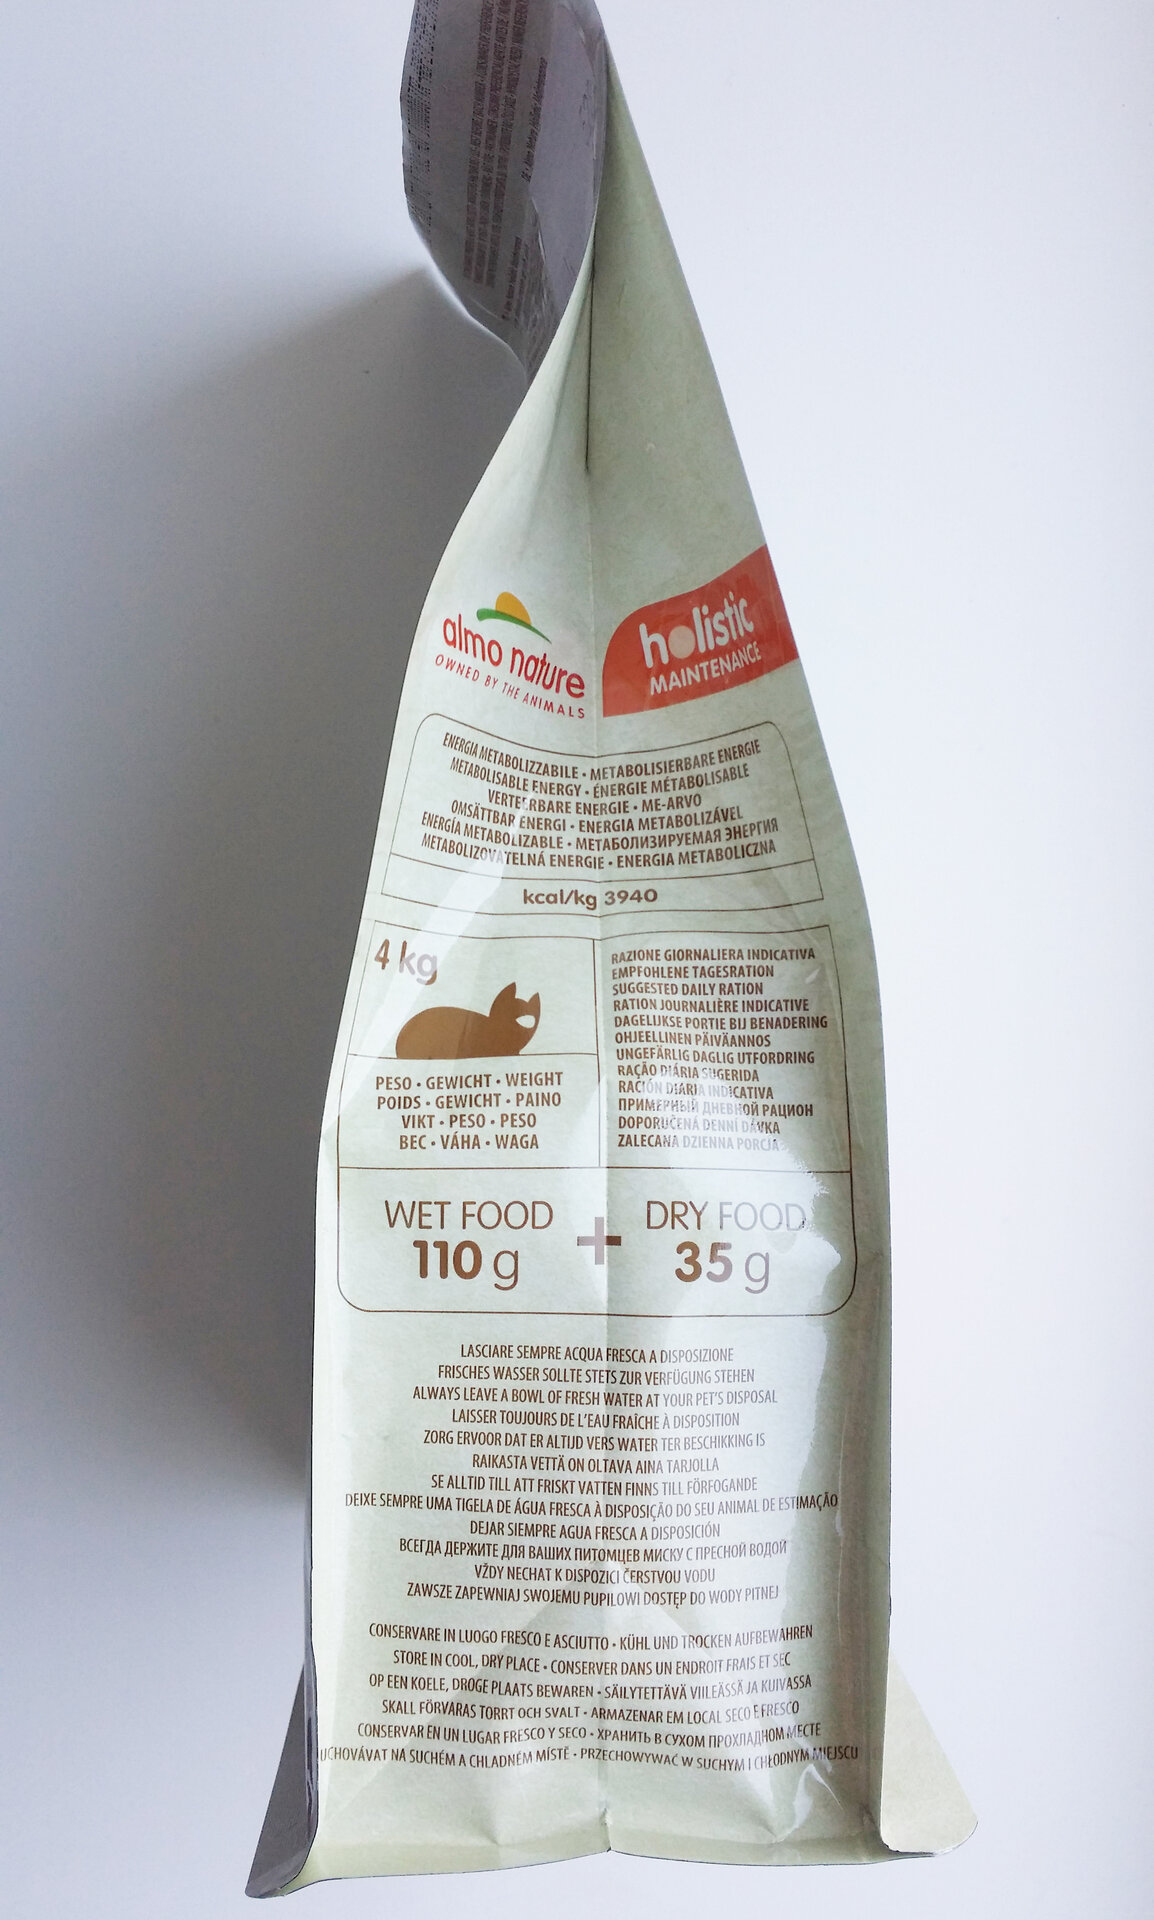 almo nature
OWNED BY THE ANIMALS
holistic
MAINTENANCE
ENERGIA METABOLIZZABILE • METABOLISIERBARE ENERGIE
METABOLISABLE ENERGY • ÉNERGIE MÉTABOLISABLE
VERTEERBARE ENERGIE • ME-ARVO
OMSÄTTBAR ENERGI • ENERGIA METABOLIZÁVEL
ENERGÍA METABOLIZABLE • МЕТАБОЛИЗИРУЕМАЯ ЭНЕРГИЯ
METABOLIZOVATELNÁ ENERGIE • ENERGIA METABOLICZNA
kcal/kg 3940
4 kg
PESO • GEWICHT • WEIGHT
POIDS • GEWICHT • PAINO
VIKT • PESO • PESO
ВЕС • VÁHA • WAGA
RAZIONE GIORNALIERA INDICATIVA
EMPFOHLENE TAGESRATION
SUGGESTED DAILY RATION
RATION JOURNALIÈRE INDICATIVE
DAGELIJKSE PORTIE BIJ BENADERING
OHJEELLINEN PÄIVÄANNOS
UNGEFÄRLIG DAGLIG UTFORDRING
RAÇÃO DIÁRIA SUGERIDA
RACIÓN DIARIA INDICATIVA
ПРИМЕРНЫЙ ДНЕВНОЙ РАЦИОН
DOPORUČENÁ DENNÍ DÁVKA
ZALECANA DZIENNA PORCJA
WET FOOD
110 g
+
DRY FOOD
35 g
LASCIARE SEMPRE ACQUA FRESCA A DISPOSIZIONE
FRISCHES WASSER SOLLTE STETS ZUR VERFÜGUNG STEHEN
ALWAYS LEAVE A BOWL OF FRESH WATER AT YOUR PET'S DISPOSAL
LAISSER TOUJOURS DE L'EAU FRAÎCHE À DISPOSITION
ZORG ERVOOR DAT ER ALTIJD VERS WATER TER BESCHIKKING IS
RAIKASTA VETTÄ ON OLTAVA AINA TARJOLLA
SE ALLTID TILL ATT FRISKT VATTEN FINNS TILL FÖRFOGANDE
DEIXE SEMPRE UMA TIGELA DE ÁGUA FRESCA À DISPOSIÇÃO DO SEU ANIMAL DE ESTIMAÇÃO
DEJAR SIEMPRE AGUA FRESCA A DISPOSICIÓN
ВСЕГДА ДЕРЖИТЕ ДЛЯ ВАШИХ ПИТОМЦЕВ МИСКУ С ПРЕСНОЙ ВОДОЙ
VŽDY NECHAT K DISPOZICI ČERSTVOU VODU
ZAWSZE ZAPEWNIAJ SWOJEMU PUPILOWI DOSTĘP DO WODY PITNEJ
CONSERVARE IN LUOGO FRESCO E ASCIUTTO • KÜHL UND TROCKEN AUFBEWAHREN
STORE IN COOL, DRY PLACE • CONSERVER DANS UN ENDROIT FRAIS ET SEC
OP EEN KOELE, DROGE PLAATS BEWAREN • SÄILYTETTÄVÄ VIILEÄSSÄ JA KUIVASSA
SKALL FÖRVARAS TORRT OCH SVALT • ARMAZENAR EM LOCAL SECO E FRESCO
CONSERVAR EN UN LUGAR FRESCO Y SECO • ХРАНИТЬ В СУХОМ ПРОХЛАДНОМ МЕСТЕ
UCHOVÁVAT NA SUCHÉM A CHLADNÉM MÍSTĚ • PRZECHOWYWAĆ W SUCHYM I CHŁODNYM MIEJSCU